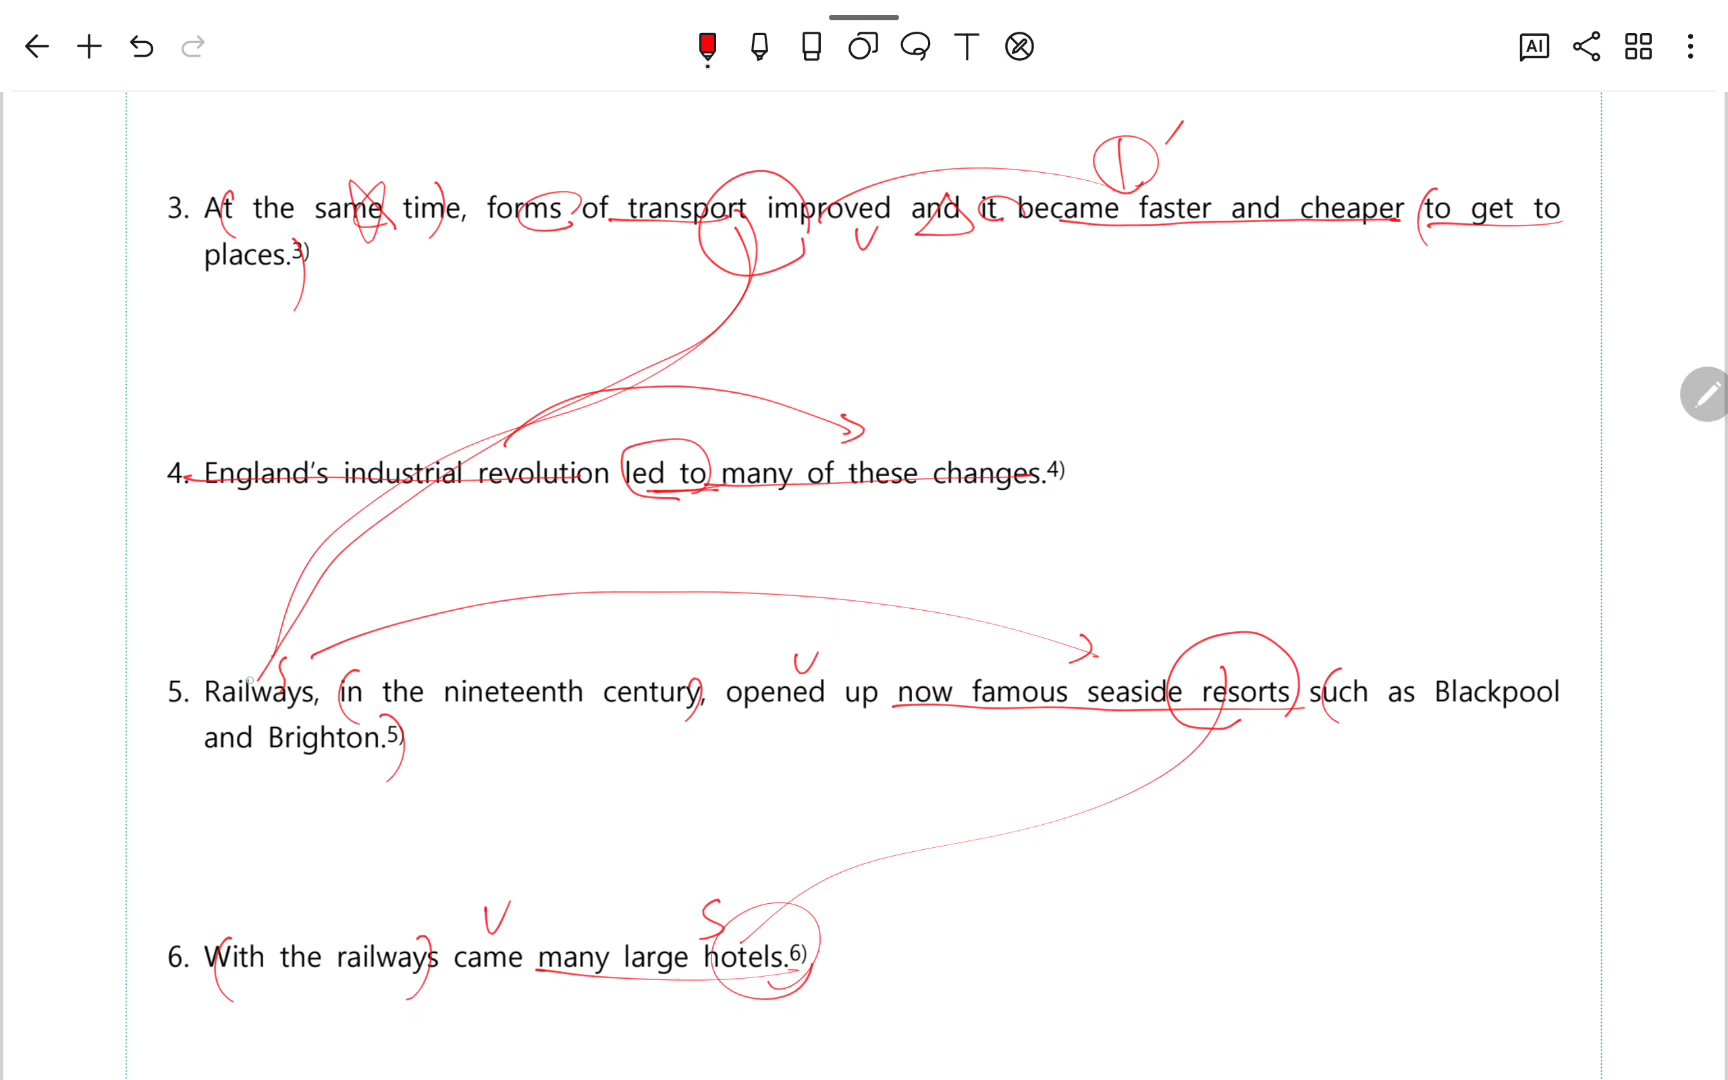 T
AI
3. At the same time, forms of transport improved and it became faster and cheaper to get to
places.3)
4. England's industrial revolution led to many of these changes.4)
V
S
5. Railways, in the nineteenth century, opened up now famous seaside resorts such as Blackpool
and Brighton.5)
V
V S
6. With the railways came many large hotels.6)